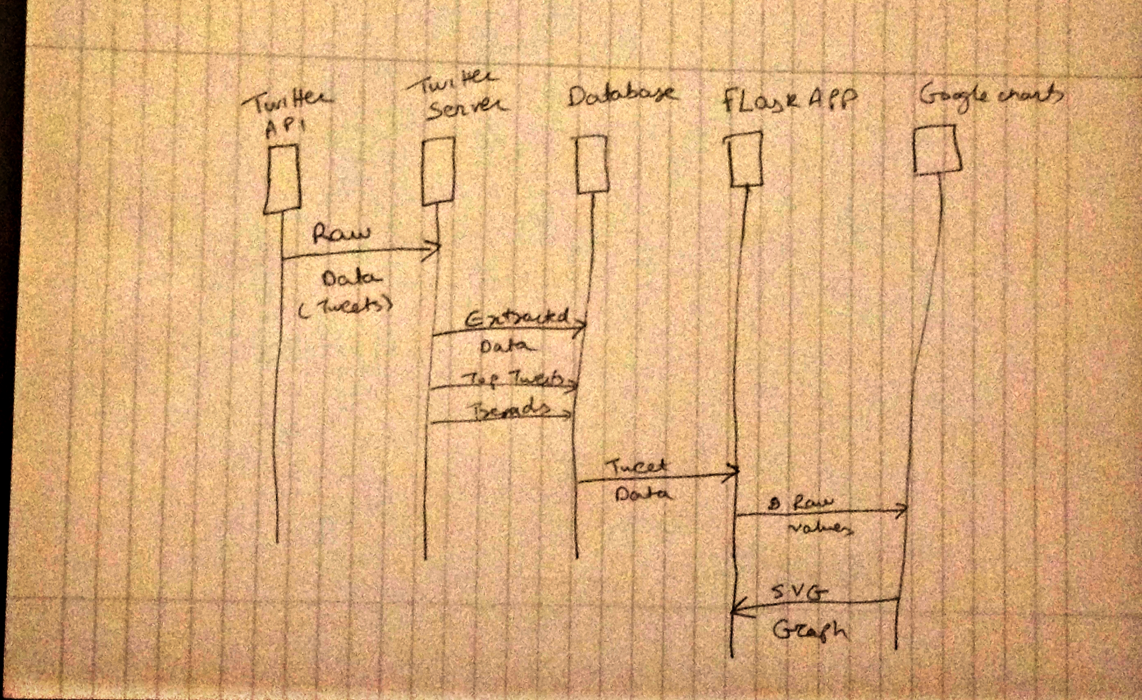 Twitter
API
Twitter
Server
Database
FLask APP
Google charts
Raw
Data
(Tweets)
Extracted
Data
Top Tweets
Trends
Tweet
Data
Raw
values
SVG
Graph